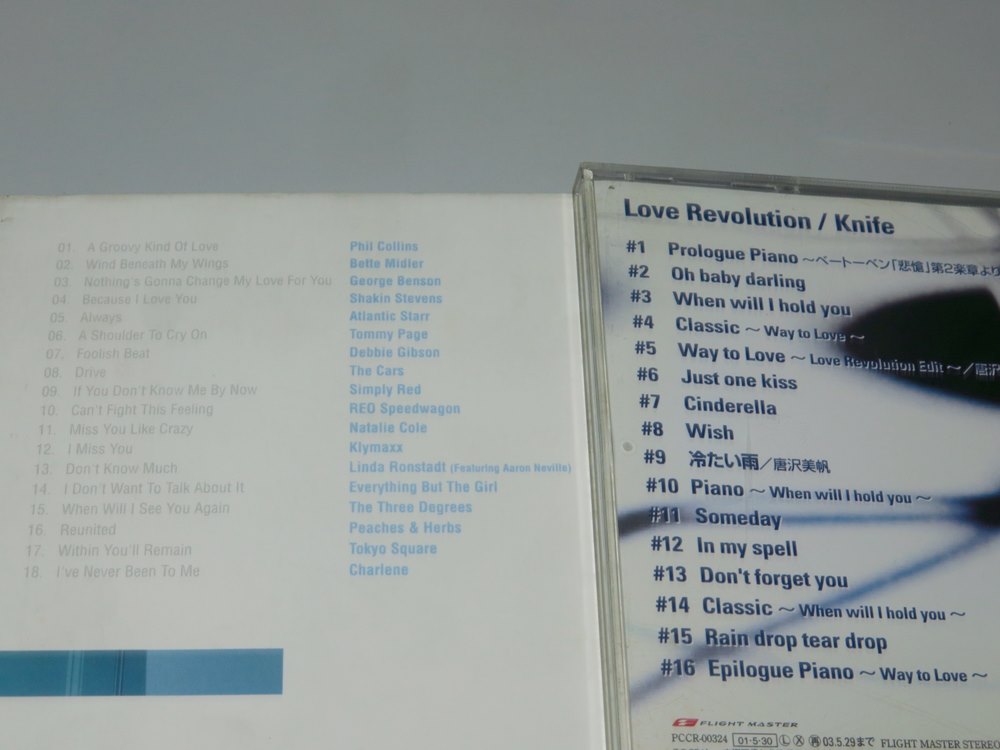 01. A Groovy Kind Of Love Phil Collins
02. Wind Beneath My Wings Bette Midler
03. Nothing's Gonna Change My Love For You George Benson
04. Because I Love You Shakin Stevens
05. Always Atlantic Starr
06. A Shoulder To Cry On Tommy Page
07. Foolish Beat Debbie Gibson
08. Drive The Cars
09. If You Don't Know Me By Now Simply Red
10. Can't Fight This Feeling REO Speedwagon
11. Miss You Like Crazy Natalie Cole
12. I Miss You Klymaxx
13. Don't Know Much Linda Ronstadt (Featuring Aaron Neville)
14. I Don't Want To Talk About It Everything But The Girl
15. When Will I See You Again The Three Degrees
16. Reunited Peaches & Herbs
17. Within You'll Remain Tokyo Square
18. I've Never Been To Me Charlene
Love Revolution / Knife
#1 Prologue Piano ～ベートーベン「悲愴」第2楽章より
#2 Oh baby darling
#3 When will I hold you
#4 Classic ～ Way to Love ～
#5 Way to Love ～ Love Revolution Edit ～／唐沢
#6 Just one kiss
#7 Cinderella
#8 Wish
#9 冷たい雨／唐沢美帆
#10 Piano ～ When will I hold you ～
#11 Someday
#12 In my spell
#13 Don't forget you
#14 Classic ～ When will I hold you ～
#15 Rain drop tear drop
#16 Epilogue Piano ～ Way to Love ～
FLIGHT MASTER
PCCR-00324 01・5・30 Ⓛ Ⓧ 再 03.5.29まで FLIGHT MASTER STEREO